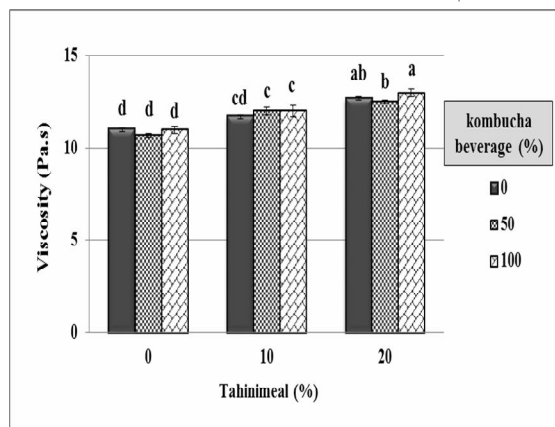 15
10
5
0
Viscosity (Pa.s)
d d d
cd c c
ab b a
0 10 20
Tahinimeal (%)
kombucha
beverage (%)
0
50
100